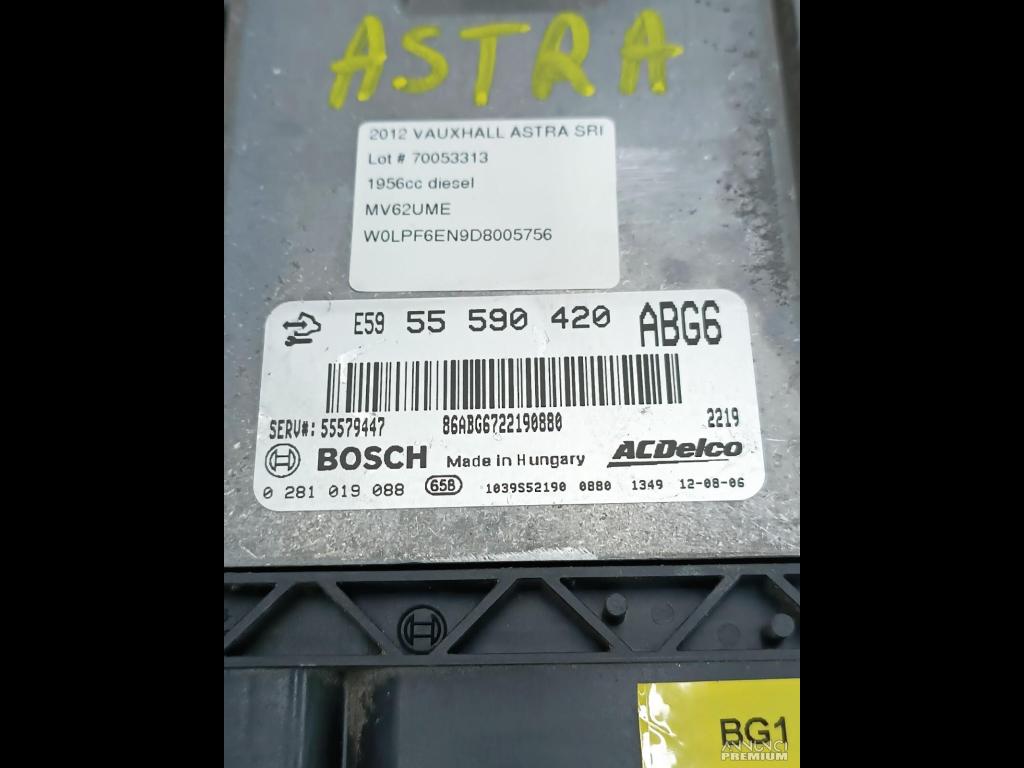 ASTRA
2012 VAUXHALL ASTRA SRI
Lot # 70053313
1956cc diesel
MV62UME
W0LPF6EN9D8005756
E59 55 590 420 ABG6
SERV#: 55579447 86ABG6722190880 2219
BOSCH Made in Hungary ACDelco
0 281 019 088 658 1039S52190 0880 1349 12-08-06
BG1
ANNUNCI
PREMIUM